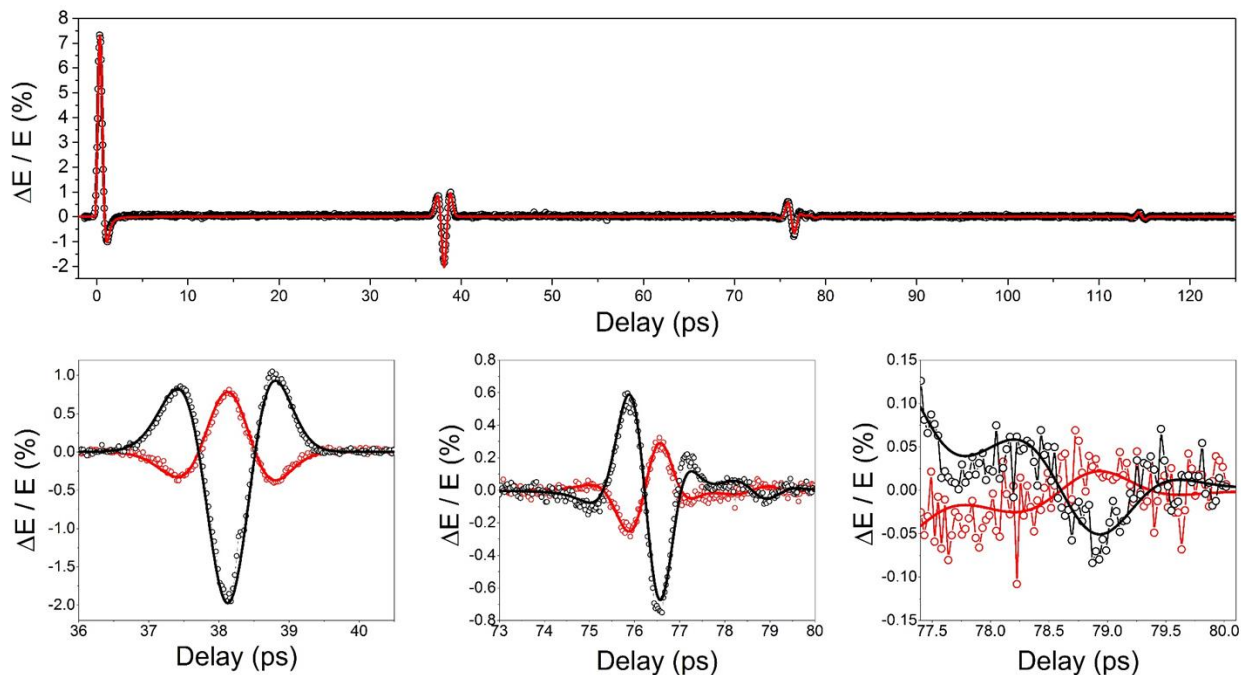 8
7
6
5
4
3
2
1
0
-1
-2
ΔE / E (%)
0 10 20 30 40 50 60 70 80 90 100 110 120
Delay (ps)
1.0
0.5
0.0
-0.5
-1.0
-1.5
-2.0
ΔE / E (%)
36 37 38 39 40
Delay (ps)
0.8
0.6
0.4
0.2
0.0
-0.2
-0.4
-0.6
-0.8
ΔE / E (%)
73 74 75 76 77 78 79 80
Delay (ps)
0.15
0.10
0.05
0.00
-0.05
-0.10
-0.15
ΔE / E (%)
77.5 78.0 78.5 79.0 79.5 80.0
Delay (ps)